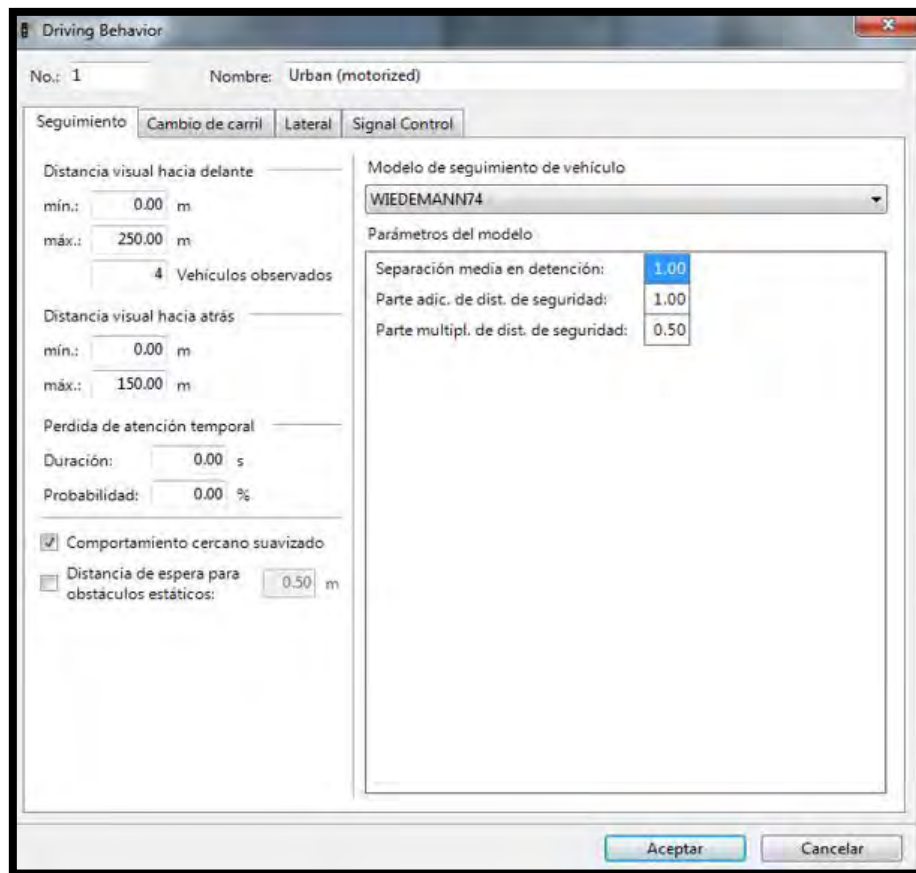 Driving Behavior
No.: 1 Nombre: Urban (motorized)
Seguimiento Cambio de carril Lateral Signal Control
Distancia visual hacia delante
mín.: 0.00 m
máx.: 250.00 m
4 Vehículos observados
Distancia visual hacia atrás
mín.: 0.00 m
máx.: 150.00 m
Perdida de atención temporal
Duración: 0.00 s
Probabilidad: 0.00 %
Comportamiento cercano suavizado
Distancia de espera para
obstáculos estáticos: 0.50 m
Modelo de seguimiento de vehículo
WIEDEMANN74
Parámetros del modelo
Separación media en detención: 1.00
Parte adic. de dist. de seguridad: 1.00
Parte multipl. de dist. de seguridad: 0.50
Aceptar Cancelar